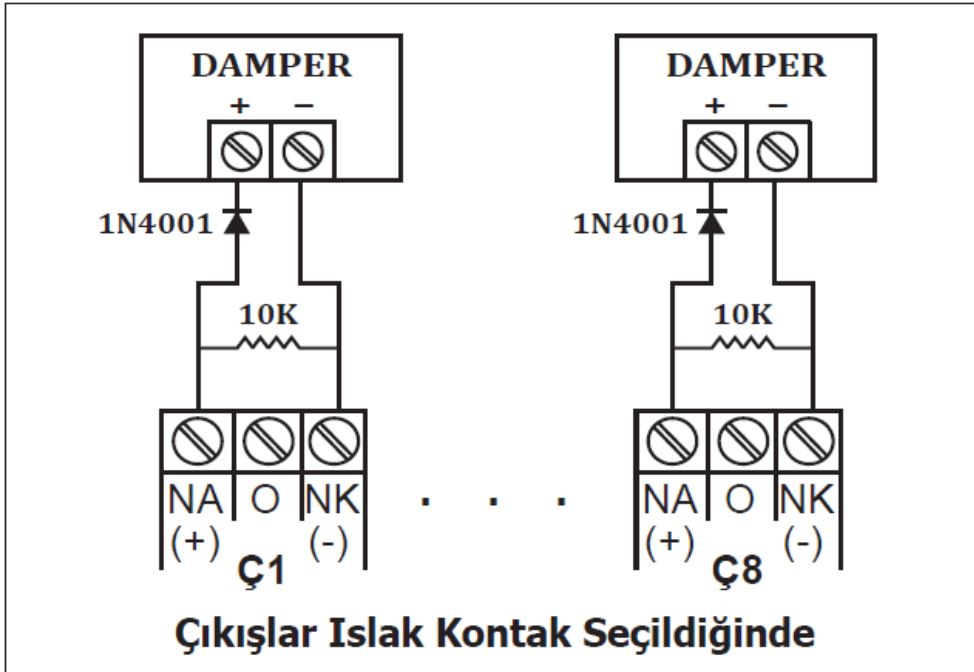 DAMPER DAMPER
+ − + −
1N4001 1N4001
10K 10K
NA O NK . . . NA O NK
(+) (-) (+) (-)
Ç1 Ç8
Çıkışlar Islak Kontak Seçildiğinde